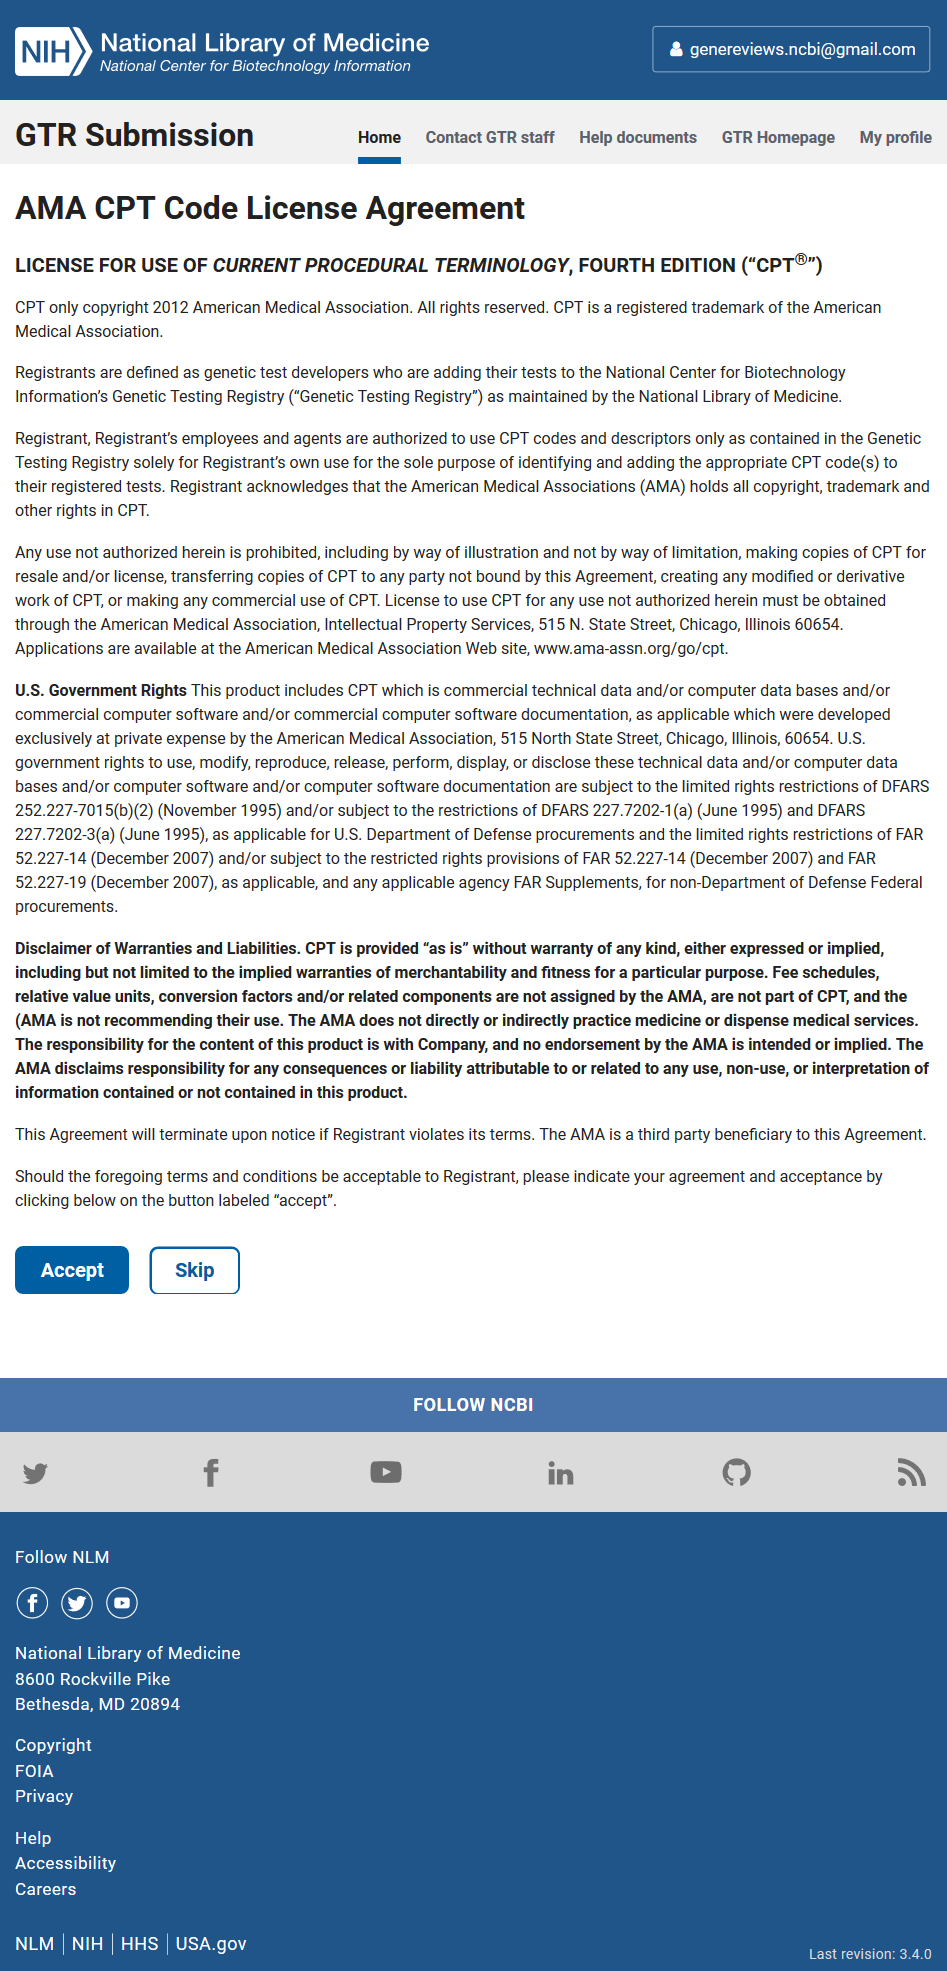 NIH National Library of Medicine
National Center for Biotechnology Information
genereviews.ncbi@gmail.com
GTR Submission
Home Contact GTR staff Help documents GTR Homepage My profile
AMA CPT Code License Agreement
LICENSE FOR USE OF CURRENT PROCEDURAL TERMINOLOGY, FOURTH EDITION (“CPT®”)
CPT only copyright 2012 American Medical Association. All rights reserved. CPT is a registered trademark of the American
Medical Association.
Registrants are defined as genetic test developers who are adding their tests to the National Center for Biotechnology
Information’s Genetic Testing Registry (“Genetic Testing Registry”) as maintained by the National Library of Medicine.
Registrant, Registrant’s employees and agents are authorized to use CPT codes and descriptors only as contained in the Genetic
Testing Registry solely for Registrant’s own use for the sole purpose of identifying and adding the appropriate CPT code(s) to
their registered tests. Registrant acknowledges that the American Medical Associations (AMA) holds all copyright, trademark and
other rights in CPT.
Any use not authorized herein is prohibited, including by way of illustration and not by way of limitation, making copies of CPT for
resale and/or license, transferring copies of CPT to any party not bound by this Agreement, creating any modified or derivative
work of CPT, or making any commercial use of CPT. License to use CPT for any use not authorized herein must be obtained
through the American Medical Association, Intellectual Property Services, 515 N. State Street, Chicago, Illinois 60654.
Applications are available at the American Medical Association Web site, www.ama-assn.org/go/cpt.
U.S. Government Rights This product includes CPT which is commercial technical data and/or computer data bases and/or
commercial computer software and/or commercial computer software documentation, as applicable which were developed
exclusively at private expense by the American Medical Association, 515 North State Street, Chicago, Illinois, 60654. U.S.
government rights to use, modify, reproduce, release, perform, display, or disclose these technical data and/or computer data
bases and/or computer software and/or computer software documentation are subject to the limited rights restrictions of DFARS
252.227-7015(b)(2) (November 1995) and/or subject to the restrictions of DFARS 227.7202-1(a) (June 1995) and DFARS
227.7202-3(a) (June 1995), as applicable for U.S. Department of Defense procurements and the limited rights restrictions of FAR
52.227-14 (December 2007) and/or subject to the restricted rights provisions of FAR 52.227-14 (December 2007) and FAR
52.227-19 (December 2007), as applicable, and any applicable agency FAR Supplements, for non-Department of Defense Federal
procurements.
Disclaimer of Warranties and Liabilities. CPT is provided “as is” without warranty of any kind, either expressed or implied,
including but not limited to the implied warranties of merchantability and fitness for a particular purpose. Fee schedules,
relative value units, conversion factors and/or related components are not assigned by the AMA, are not part of CPT, and the
(AMA is not recommending their use. The AMA does not directly or indirectly practice medicine or dispense medical services.
The responsibility for the content of this product is with Company, and no endorsement by the AMA is intended or implied. The
AMA disclaims responsibility for any consequences or liability attributable to or related to any use, non-use, or interpretation of
information contained or not contained in this product.
This Agreement will terminate upon notice if Registrant violates its terms. The AMA is a third party beneficiary to this Agreement.
Should the foregoing terms and conditions be acceptable to Registrant, please indicate your agreement and acceptance by
clicking below on the button labeled “accept”.
Accept Skip
FOLLOW NCBI
Follow NLM
National Library of Medicine
8600 Rockville Pike
Bethesda, MD 20894
Copyright
FOIA
Privacy
Help
Accessibility
Careers
NLM NIH HHS USA.gov
Last revision: 3.4.0